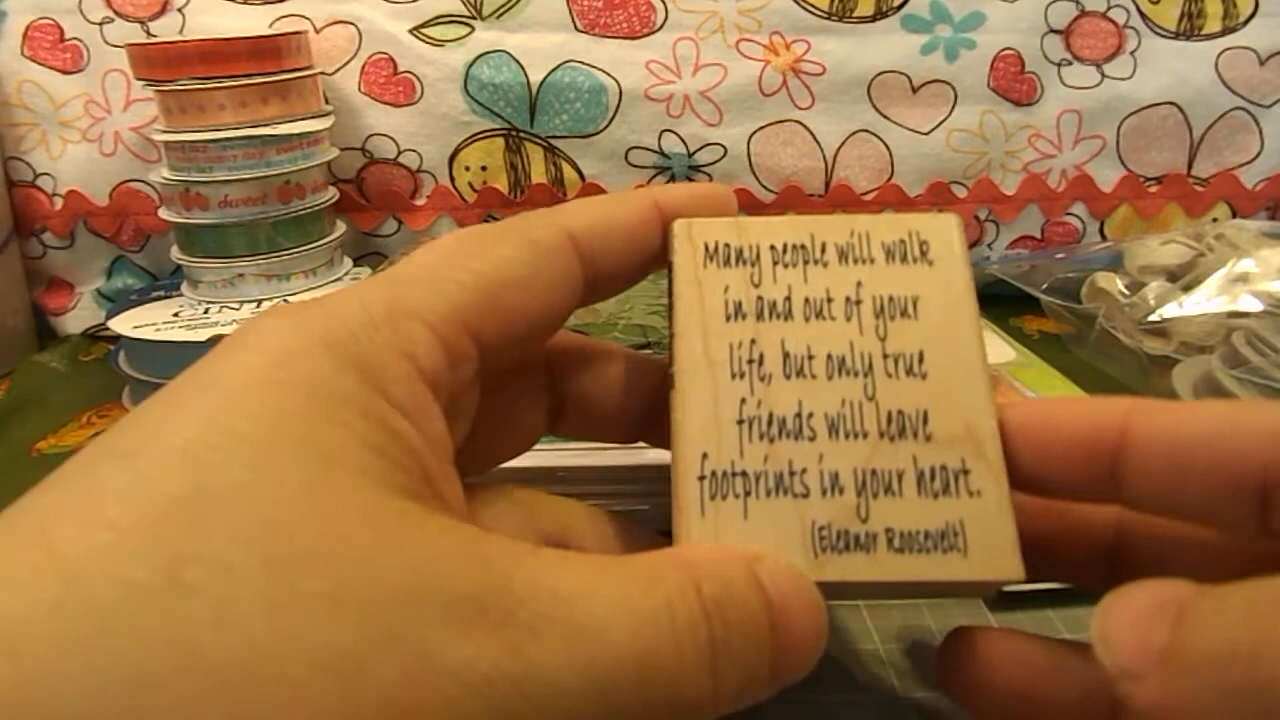 Many people will walk
in and out of your
life, but only true
friends will leave
footprints in your heart.
(Eleanor Roosevelt)
sweet
CINTA